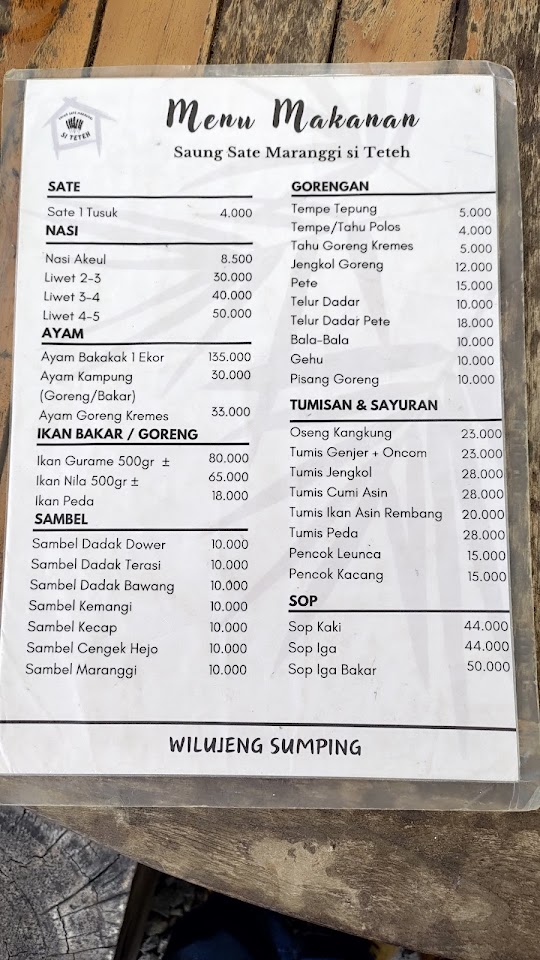 SI TETEH
Menu Makanan
Saung Sate Maranggi si Teteh
SATE
Sate 1 Tusuk 4.000
NASI
Nasi Akeul 8.500
Liwet 2-3 30.000
Liwet 3-4 40.000
Liwet 4-5 50.000
AYAM
Ayam Bakakak 1 Ekor 135.000
Ayam Kampung 30.000
(Goreng/Bakar)
Ayam Goreng Kremes 33.000
IKAN BAKAR / GORENG
Ikan Gurame 500gr ± 80.000
Ikan Nila 500gr ± 65.000
Ikan Peda 18.000
SAMBEL
Sambel Dadak Dower 10.000
Sambel Dadak Terasi 10.000
Sambel Dadak Bawang 10.000
Sambel Kemangi 10.000
Sambel Kecap 10.000
Sambel Cengek Hejo 10.000
Sambel Maranggi 10.000
GORENGAN
Tempe Tepung 5.000
Tempe/Tahu Polos 4.000
Tahu Goreng Kremes 5.000
Jengkol Goreng 12.000
Pete 15.000
Telur Dadar 10.000
Telur Dadar Pete 18.000
Bala-Bala 10.000
Gehu 10.000
Pisang Goreng 10.000
TUMISAN & SAYURAN
Oseng Kangkung 23.000
Tumis Genjer + Oncom 23.000
Tumis Jengkol 28.000
Tumis Cumi Asin 28.000
Tumis Ikan Asin Rembang 20.000
Tumis Peda 28.000
Pencok Leunca 15.000
Pencok Kacang 15.000
SOP
Sop Kaki 44.000
Sop Iga 44.000
Sop Iga Bakar 50.000
WILUJENG SUMPING